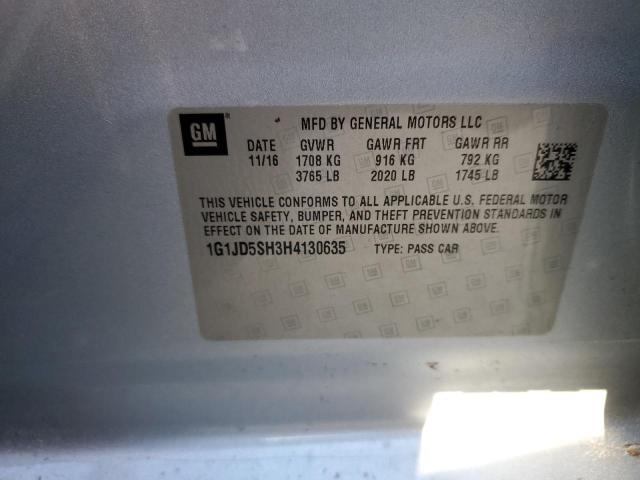 GM
MFD BY GENERAL MOTORS LLC
DATE GVWR GAWR FRT GAWR RR
11/16 1708 KG 916 KG 792 KG
3765 LB 2020 LB 1745 LB
THIS VEHICLE CONFORMS TO ALL APPLICABLE U.S. FEDERAL MOTOR
VEHICLE SAFETY, BUMPER, AND THEFT PREVENTION STANDARDS IN
EFFECT ON THE DATE OF MANUFACTURE SHOWN ABOVE.
1G1JD5SH3H4130635 TYPE: PASS CAR